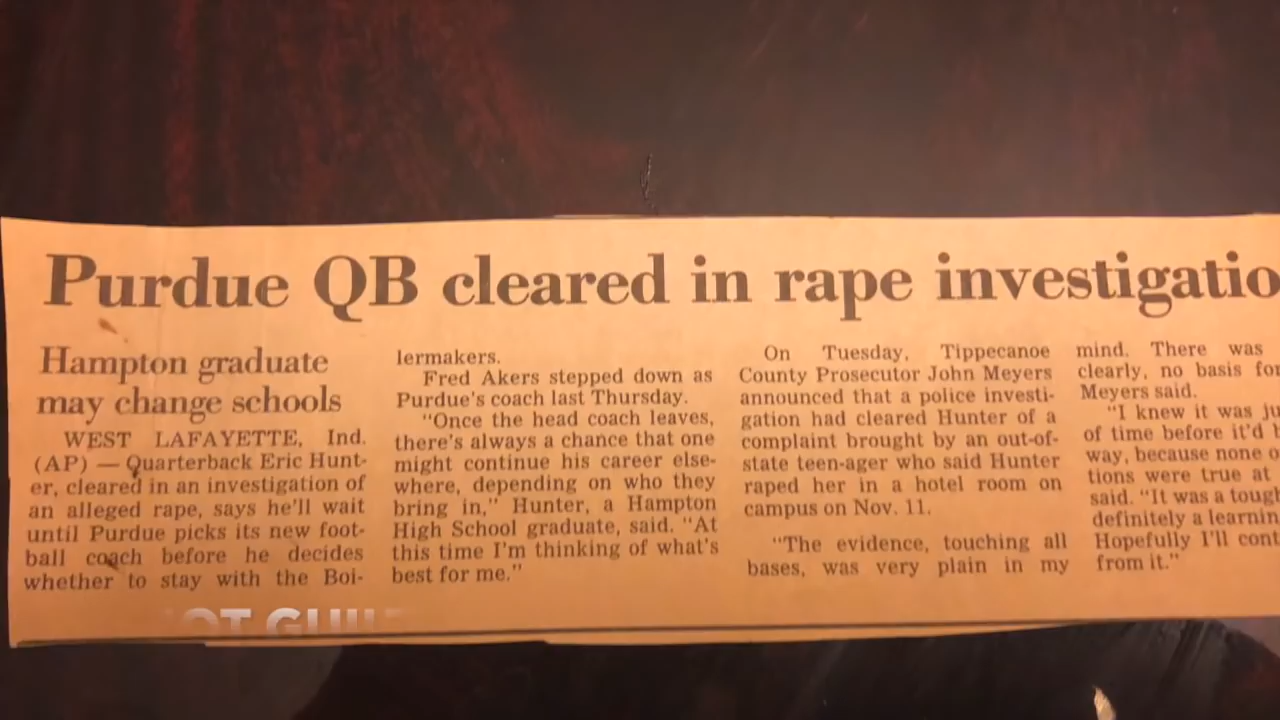 Purdue QB cleared in rape investigatio
Hampton graduate
may change schools
WEST LAFAYETTE, Ind.
(AP) — Quarterback Eric Hunt-
er, cleared in an investigation of
an alleged rape, says he'll wait
until Purdue picks its new foot-
ball coach before he decides
whether to stay with the Boi-
lermakers.
Fred Akers stepped down as
Purdue's coach last Thursday.
"Once the head coach leaves,
there's always a chance that one
might continue his career else-
where, depending on who they
bring in," Hunter, a Hampton
High School graduate, said. "At
this time I'm thinking of what's
best for me."
On Tuesday, Tippecanoe
County Prosecutor John Meyers
announced that a police investi-
gation had cleared Hunter of a
complaint brought by an out-of-
state teen-ager who said Hunter
raped her in a hotel room on
campus on Nov. 11.
"The evidence, touching all
bases, was very plain in my
mind. There was
clearly, no basis for
Meyers said.
"I knew it was ju
of time before it'd b
way, because none o
tions were true at
said. "It was a tough
definitely a learnin
Hopefully I'll cont
from it."
OT GUIL